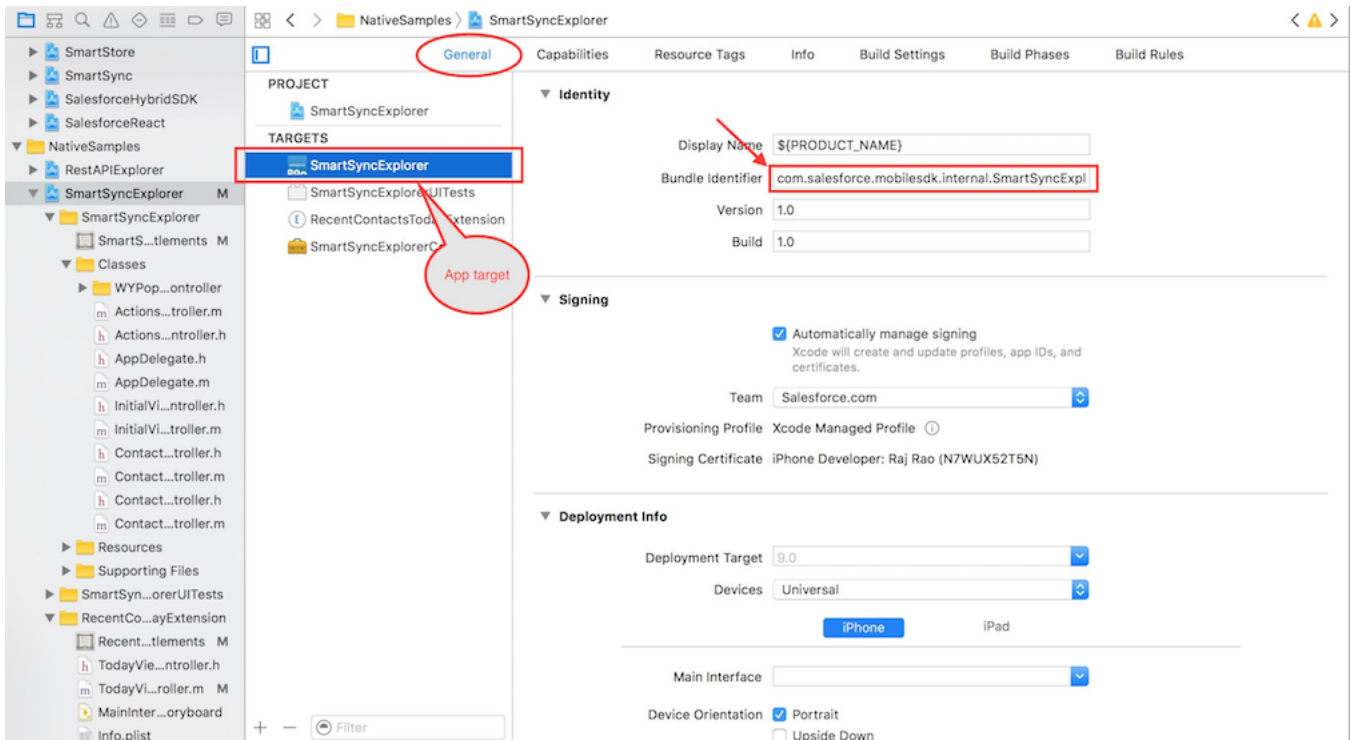 NativeSamples
SmartSyncExplorer
SmartStore
SmartSync
SalesforceHybridSDK
SalesforceReact
NativeSamples
RestAPIExplorer
SmartSyncExplorer M
SmartSyncExplorer
SmartS...tlements M
Classes
WYPop...ontroller
m Actions...troller.m
h Actions...ntroller.h
h AppDelegate.h
m AppDelegate.m
h InitialVi...ntroller.h
m InitialVi...troller.m
h Contact...troller.h
m Contact...troller.m
h Contact...troller.h
m Contact...troller.m
Resources
Supporting Files
SmartSyn...orerUITests
RecentCo...ayExtension
Recent...tlements M
h TodayVie...ntroller.h
m TodayVi...roller.m M
MainInter...oryboard
Info.plist
General Capabilities Resource Tags Info Build Settings Build Phases Build Rules
PROJECT
SmartSyncExplorer
TARGETS
SmartSyncExplorer
SmartSyncExplorerUITests
E RecentContactsToda Extension
SmartSyncExplorerC
App target
Filter
Identity
Display Name ${PRODUCT_NAME}
Bundle Identifier com.salesforce.mobilesdk.internal.SmartSyncExpl
Version 1.0
Build 1.0
Signing
Automatically manage signing
Xcode will create and update profiles, app IDs, and
certificates.
Team Salesforce.com
Provisioning Profile Xcode Managed Profile
Signing Certificate iPhone Developer: Raj Rao (N7WUX52T5N)
Deployment Info
Deployment Target 9.0
Devices Universal
iPhone iPad
Main Interface
Device Orientation Portrait
Upside Down